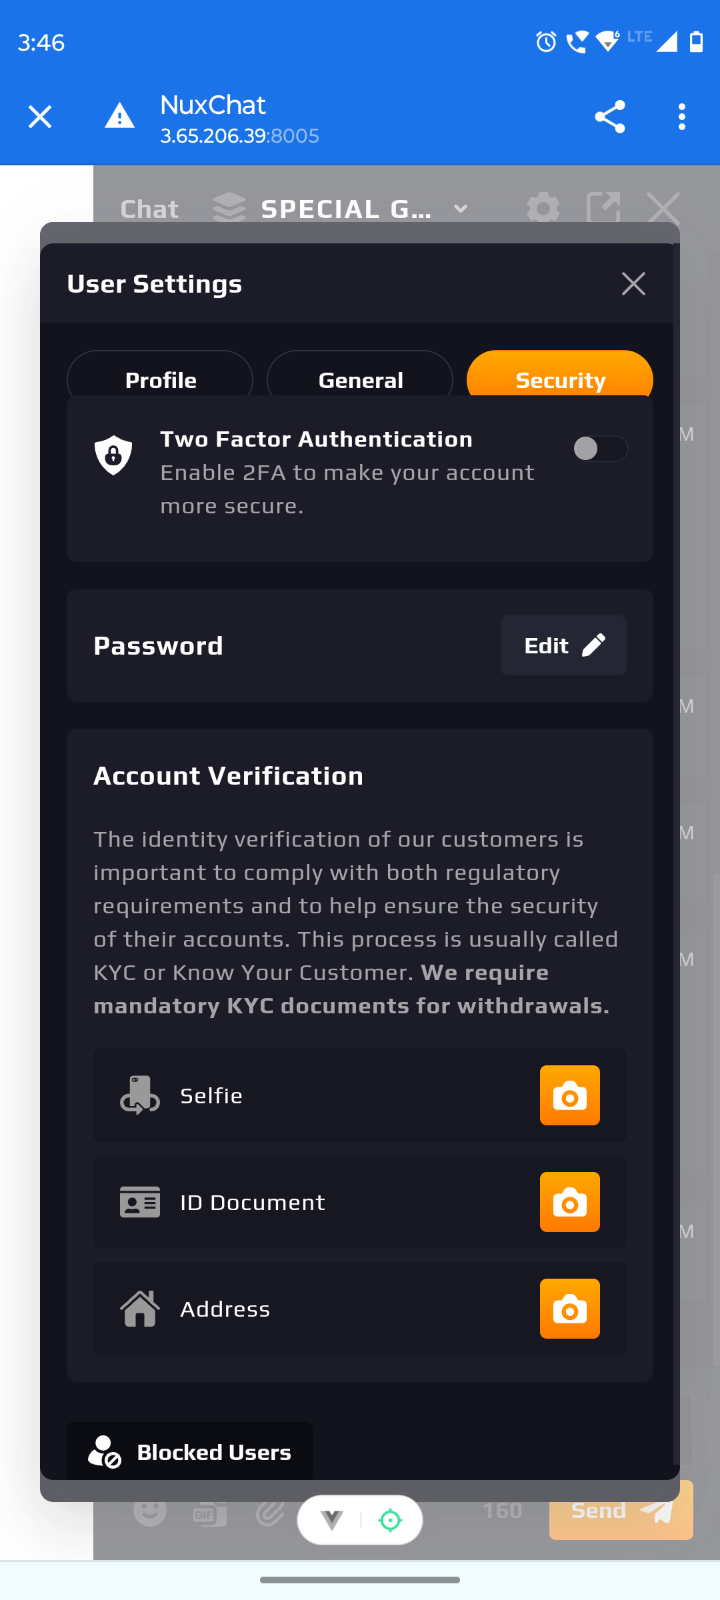 3:46
LTE
NuxChat
3.65.206.39:8005
Chat
SPECIAL G...
User Settings
Profile
General
Security
Two Factor Authentication
Enable 2FA to make your account
more secure.
M
Password
Edit
M
Account Verification
The identity verification of our customers is
M
important to comply with both regulatory
requirements and to help ensure the security
of their accounts. This process is usually called
KYC or Know Your Customer. We require
M
mandatory KYC documents for withdrawals.
Selfie
ID Document
M
Address
Blocked Users
GIF
160
Send